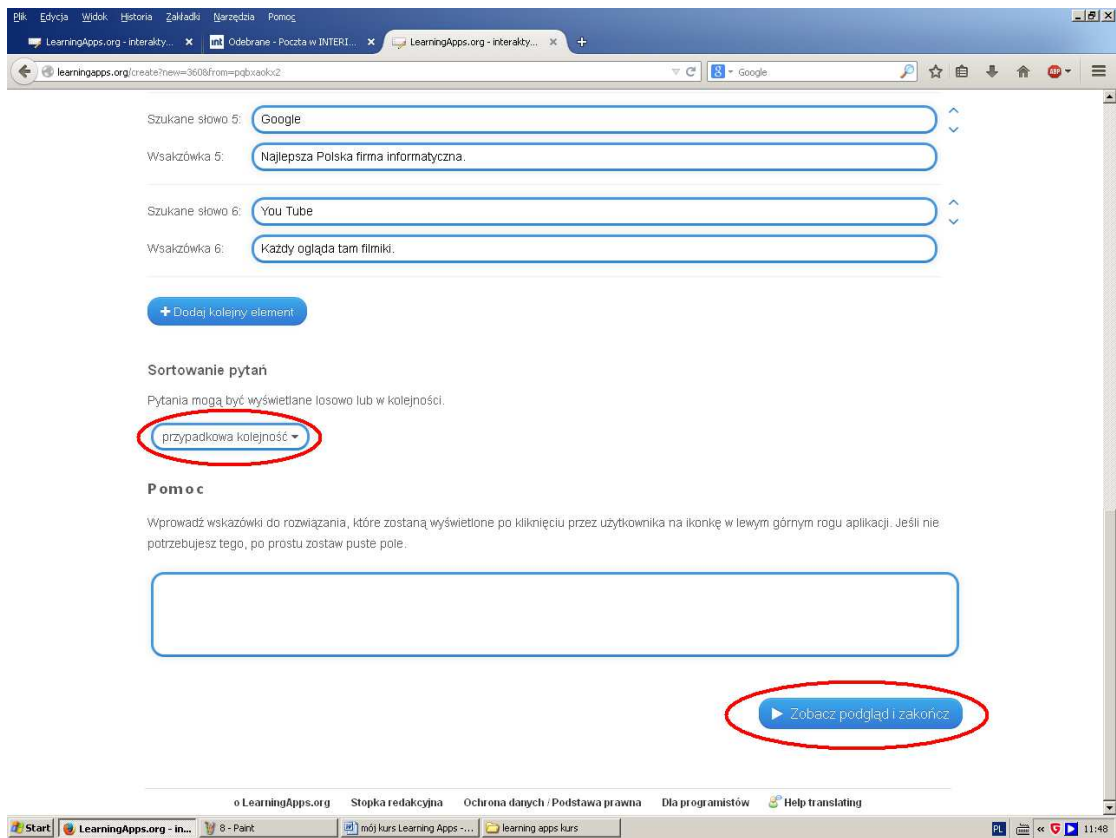 Plik Edycja Widok Historia Zakładki Narzędzia Pomoc
LearningApps.org - interakty... x int Odebrane - Poczta w INTERI... x LearningApps.org - interakty... x +
learningapps.org/create?new=360&from=pqbxaokx2 8 Google ABP
Szukane słowo 5: Google
Wsakzówka 5: Najlepsza Polska firma informatyczna.
Szukane słowo 6: You Tube
Wsakzówka 6: Każdy ogląda tam filmiki.
+ Dodaj kolejny element
Sortowanie pytań
Pytania mogą być wyświetlane losowo lub w kolejności.
przypadkowa kolejność
Pomoc
Wprowadź wskazówki do rozwiązania, które zostaną wyświetlone po kliknięciu przez użytkownika na ikonkę w lewym górnym rogu aplikacji. Jeśli nie
potrzebujesz tego, po prostu zostaw puste pole.
Zobacz podgląd i zakończ
o LearningApps.org Stopka redakcyjna Ochrona danych / Podstawa prawna Dla programistów Help translating
Start LearningApps.org - in... 8 - Paint mój kurs Learning Apps -... learning apps kurs PL « 11:48